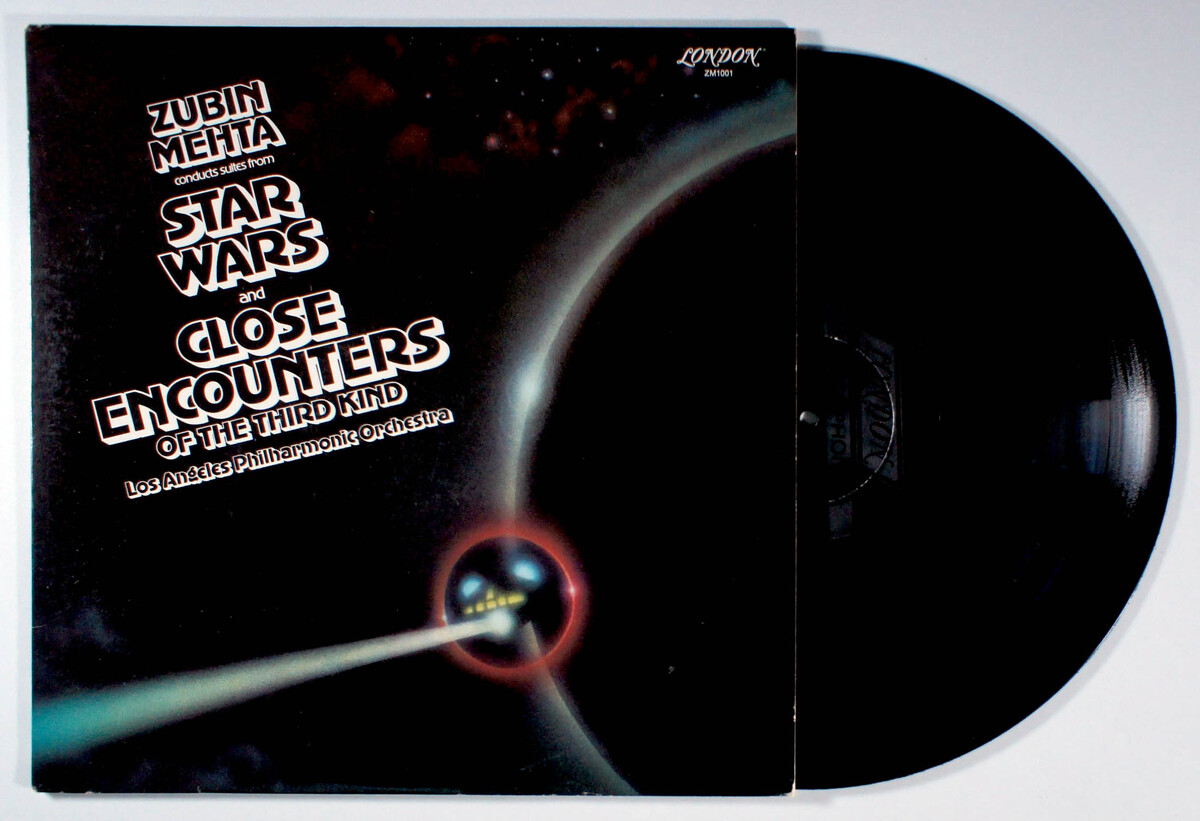 LONDON
ZM1001
ZUBIN
MEHTA
conducts suites from
STAR
WARS
and
CLOSE
ENCOUNTERS
OF THE THIRD KIND
Los Angeles Philharmonic Orchestra
LONDON